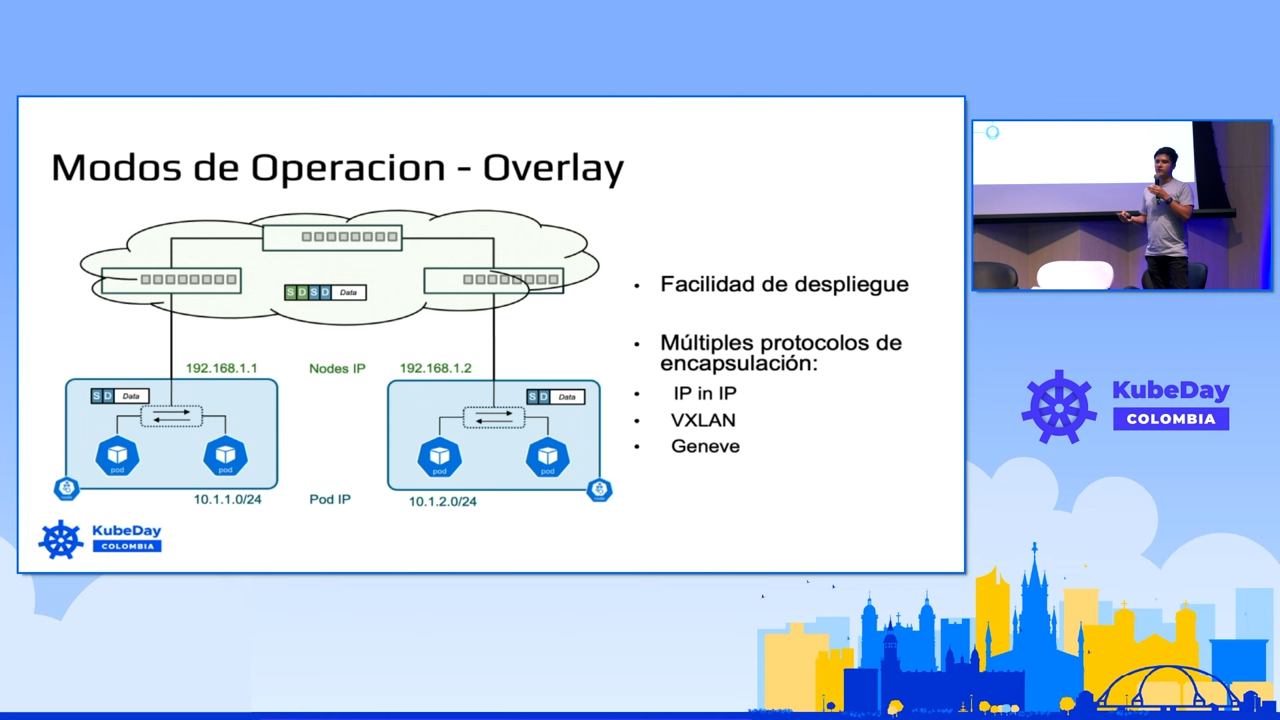 Modos de Operacion - Overlay
S D S D Data
192.168.1.1 Nodes IP 192.168.1.2
S D Data
S D Data
pod pod
pod pod
10.1.1.0/24 Pod IP 10.1.2.0/24
• Facilidad de despliegue
• Múltiples protocolos de
encapsulación:
• IP in IP
• VXLAN
• Geneve
KubeDay
COLOMBIA
KubeDay
COLOMBIA